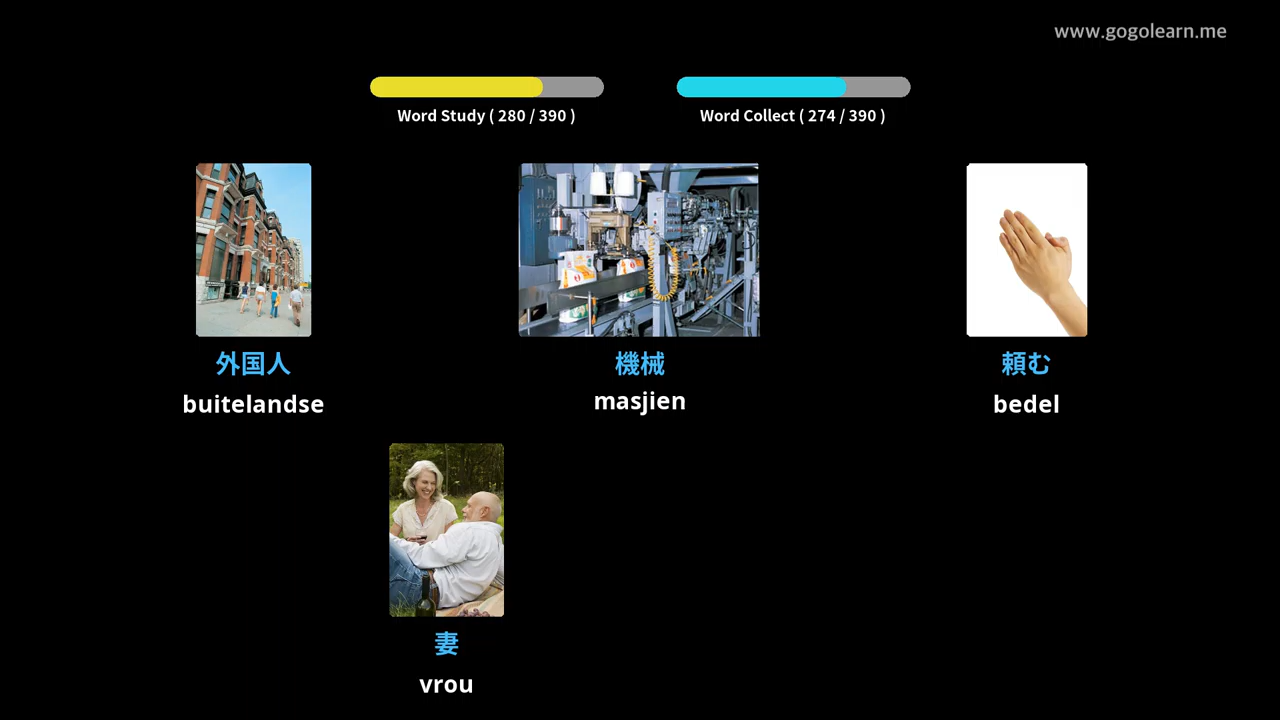 www.gogolearn.me
Word Study ( 280 / 390 )
Word Collect ( 274 / 390 )
外国人
buitelandse
機械
masjien
頼む
bedel
妻
vrou